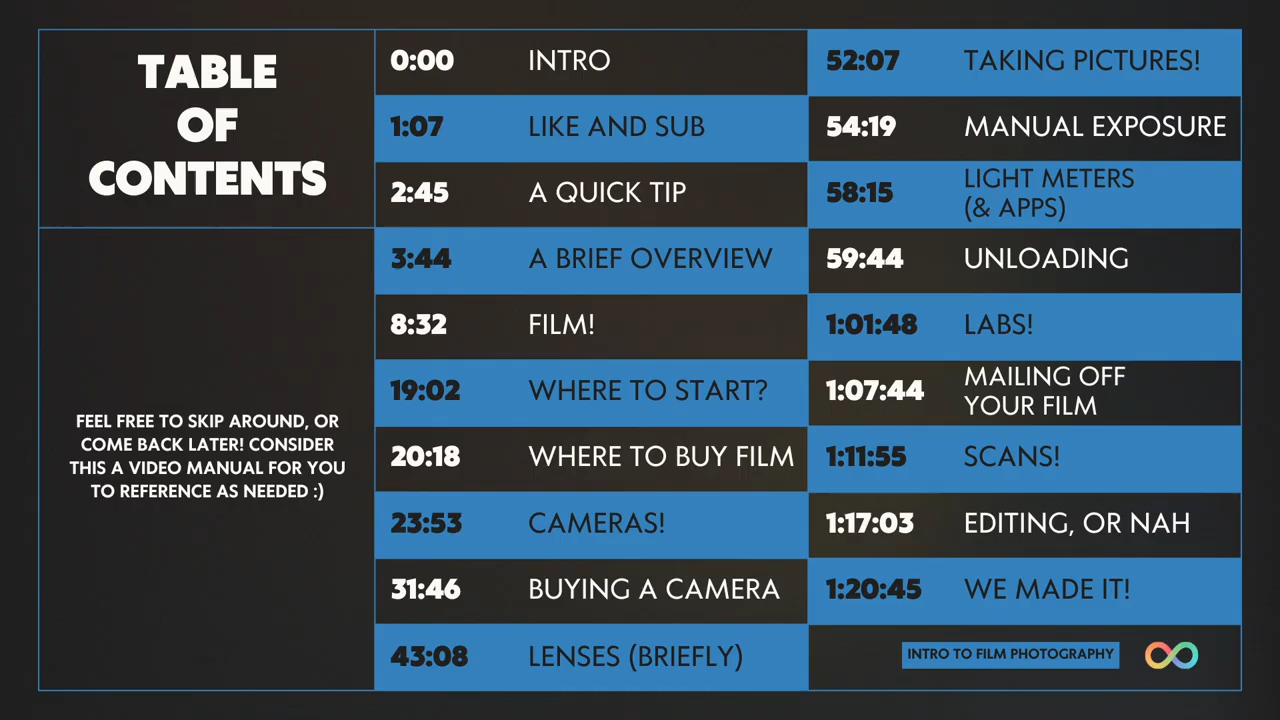 TABLE
OF
CONTENTS
FEEL FREE TO SKIP AROUND, OR
COME BACK LATER! CONSIDER
THIS A VIDEO MANUAL FOR YOU
TO REFERENCE AS NEEDED :)
0:00 INTRO
1:07 LIKE AND SUB
2:45 A QUICK TIP
3:44 A BRIEF OVERVIEW
8:32 FILM!
19:02 WHERE TO START?
20:18 WHERE TO BUY FILM
23:53 CAMERAS!
31:46 BUYING A CAMERA
43:08 LENSES (BRIEFLY)
52:07 TAKING PICTURES!
54:19 MANUAL EXPOSURE
58:15 LIGHT METERS
(& APPS)
59:44 UNLOADING
1:01:48 LABS!
1:07:44 MAILING OFF
YOUR FILM
1:11:55 SCANS!
1:17:03 EDITING, OR NAH
1:20:45 WE MADE IT!
INTRO TO FILM PHOTOGRAPHY